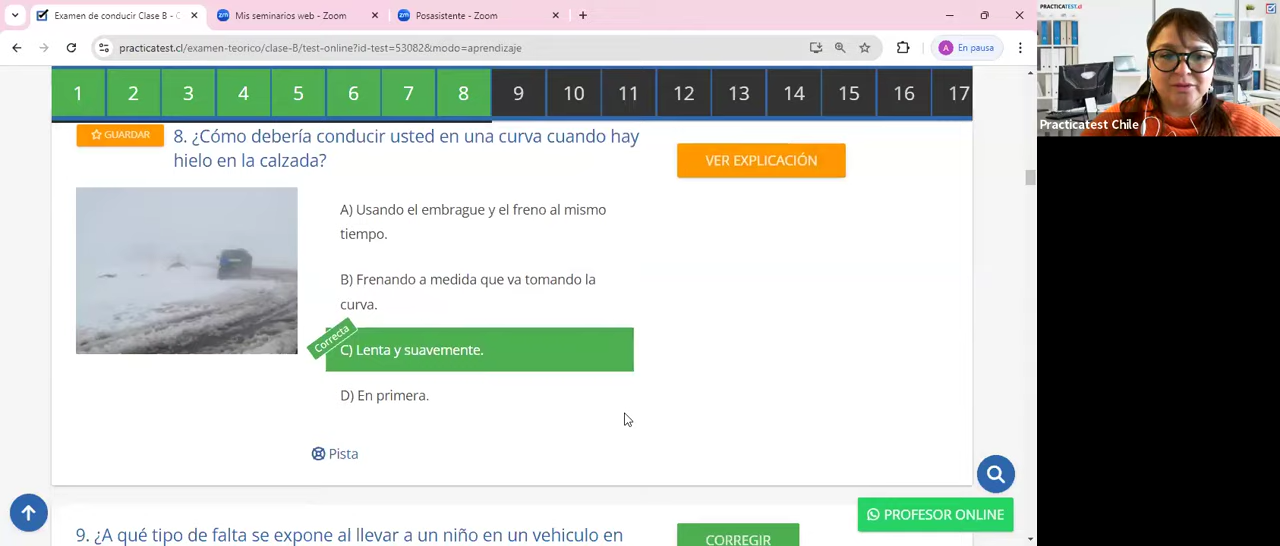 Examen de conducir Clase B - C
Mis seminarios web - Zoom
Posasistente - Zoom
practicatest.cl/examen-teorico/clase-B/test-online?id-test=53082&modo=aprendizaje
A
En pausa
PRACTICATEST.CL
Practicatest Chile
1 2 3 4 5 6 7 8 9 10 11 12 13 14 15 16 17
GUARDAR
8. ¿Cómo debería conducir usted en una curva cuando hay
hielo en la calzada?
VER EXPLICACIÓN
A) Usando el embrague y el freno al mismo
tiempo.
B) Frenando a medida que va tomando la
curva.
Correcta
C) Lenta y suavemente.
D) En primera.
Pista
PROFESOR ONLINE
9. ¿A qué tipo de falta se expone al llevar a un niño en un vehiculo en
CORREGIR